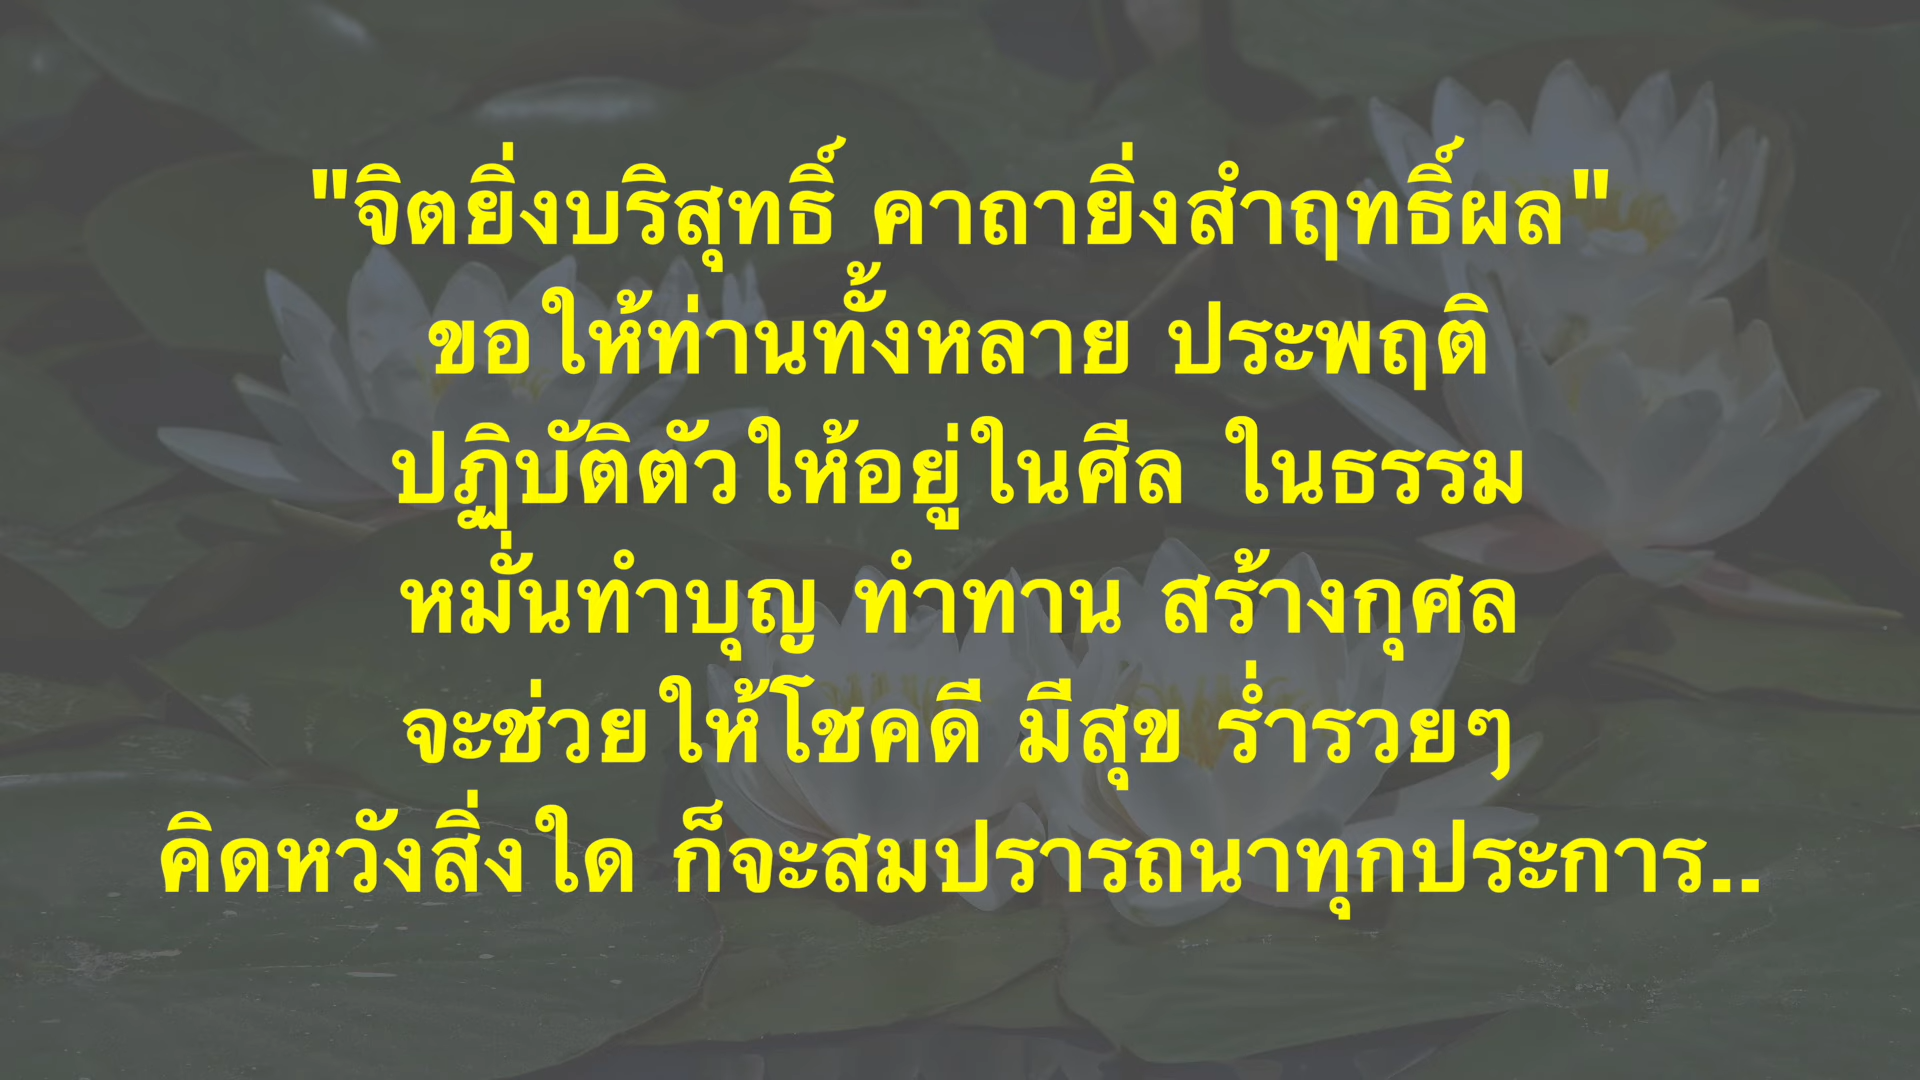 "จิตยิ่งบริสุทธิ์ คาถายิ่งสำฤทธิ์ผล"
ขอให้ท่านทั้งหลาย ประพฤติ
ปฏิบัติตัวให้อยู่ในศีล ในธรรม
หมั่นทำบุญ ทำทาน สร้างกุศล
จะช่วยให้โชคดี มีสุข ร่ำรวยๆ
คิดหวังสิ่งใด ก็จะสมปรารถนาทุกประการ..